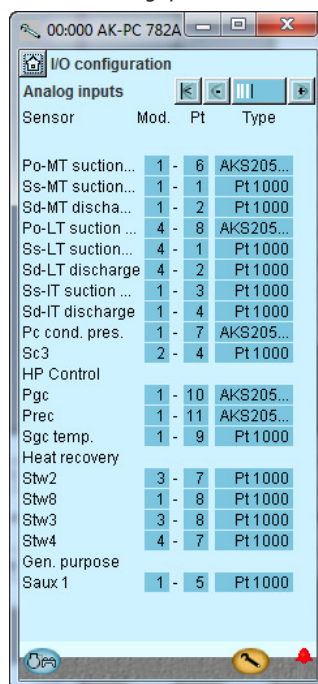 00:000 AK-PC 782A
I/O configuration
Analog inputs
Sensor Mod. Pt Type
Po-MT suction... 1 - 6 AKS205...
Ss-MT suction... 1 - 1 Pt 1000
Sd-MT discha... 1 - 2 Pt 1000
Po-LT suction ... 4 - 8 AKS205...
Ss-LT suction... 4 - 1 Pt 1000
Sd-LT discharge 4 - 2 Pt 1000
Ss-IT suction ... 1 - 3 Pt 1000
Sd-IT discharge 1 - 4 Pt 1000
Pc cond. pres. 1 - 7 AKS205...
Sc3 2 - 4 Pt 1000
HP Control
Pgc 1 - 10 AKS205...
Prec 1 - 11 AKS205...
Sgc temp. 1 - 9 Pt 1000
Heat recovery
Stw2 3 - 7 Pt 1000
Stw8 1 - 8 Pt 1000
Stw3 3 - 8 Pt 1000
Stw4 4 - 7 Pt 1000
Gen. purpose
Saux 1 1 - 5 Pt 1000